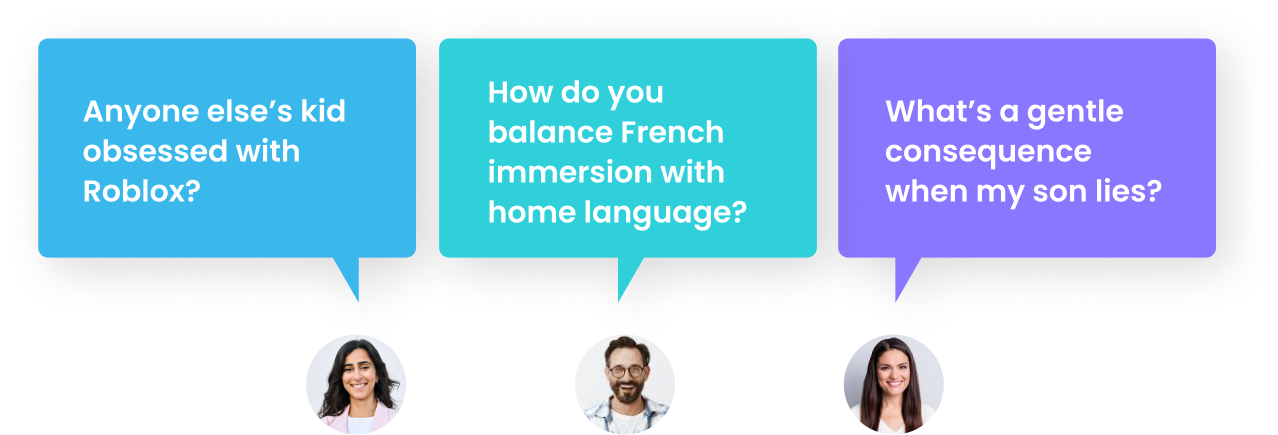 Anyone else’s kid
obsessed with
Roblox?
How do you
balance French
immersion with
home language?
What’s a gentle
consequence
when my son lies?